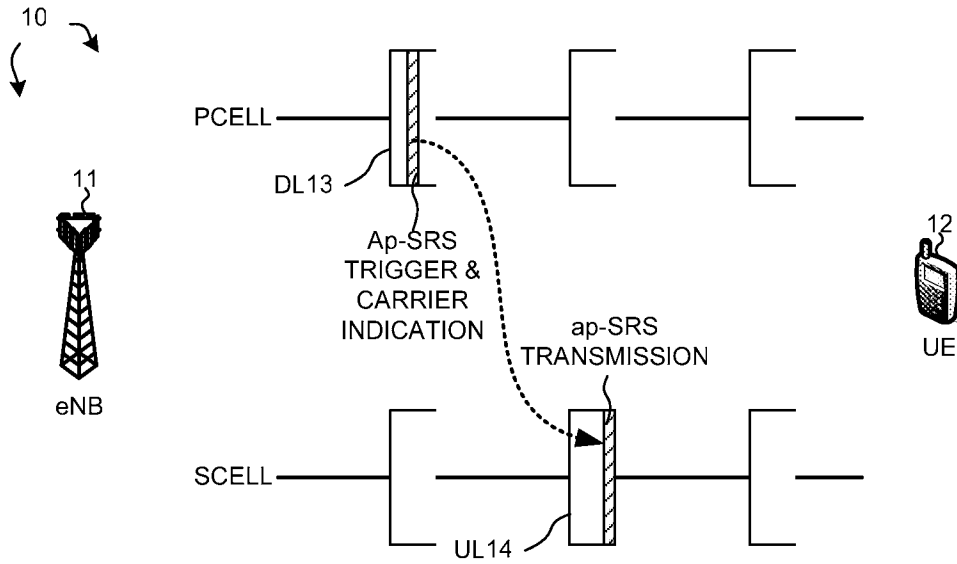 10
PCELL
DL13
11
Ap-SRS
TRIGGER &
CARRIER
INDICATION
12
ap-SRS
TRANSMISSION
UE
eNB
SCELL
UL14